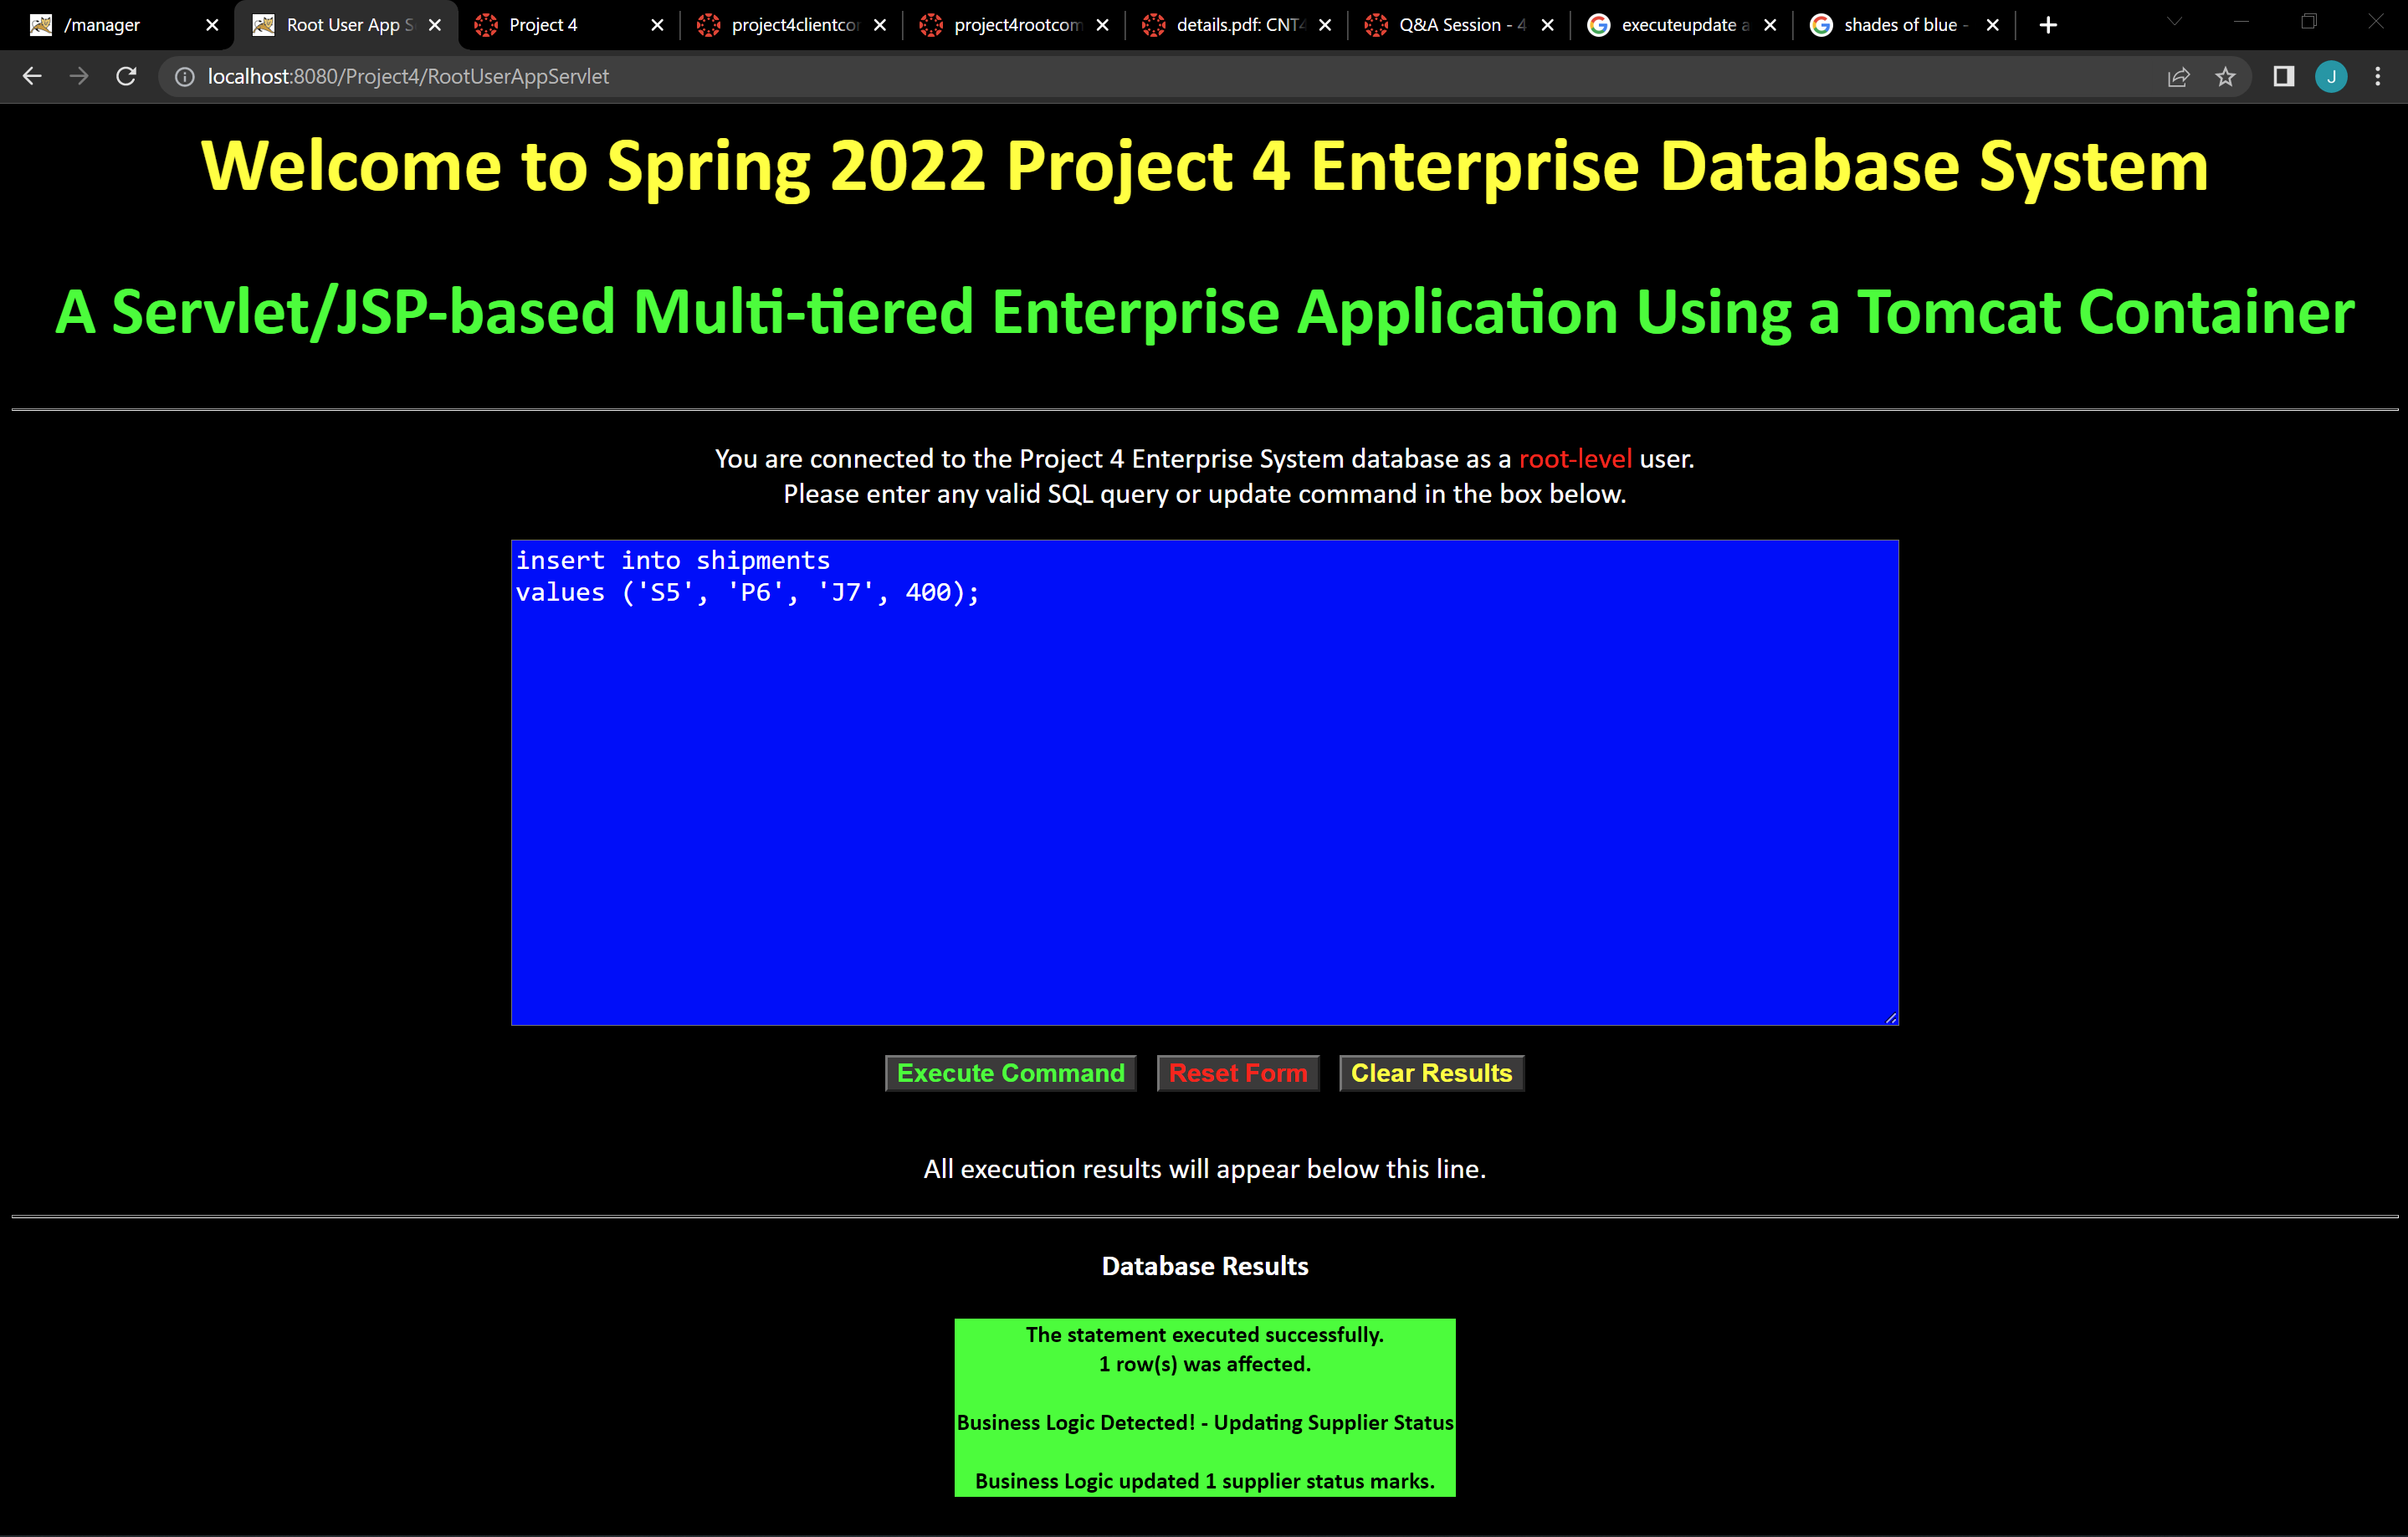 /manager
Root User App S
Project 4
project4clientcor
project4rootcom
details.pdf: CNT4
Q&A Session - 4
executeupdate a
shades of blue -
localhost:8080/Project4/RootUserAppServlet
J
Welcome to Spring 2022 Project 4 Enterprise Database System
A Servlet/JSP-based Multi-tiered Enterprise Application Using a Tomcat Container
You are connected to the Project 4 Enterprise System database as a root-level user.
Please enter any valid SQL query or update command in the box below.
insert into shipments
values ('S5', 'P6', 'J7', 400);
Execute Command
Reset Form
Clear Results
All execution results will appear below this line.
Database Results
The statement executed successfully.
1 row(s) was affected.
Business Logic Detected! - Updating Supplier Status
Business Logic updated 1 supplier status marks.